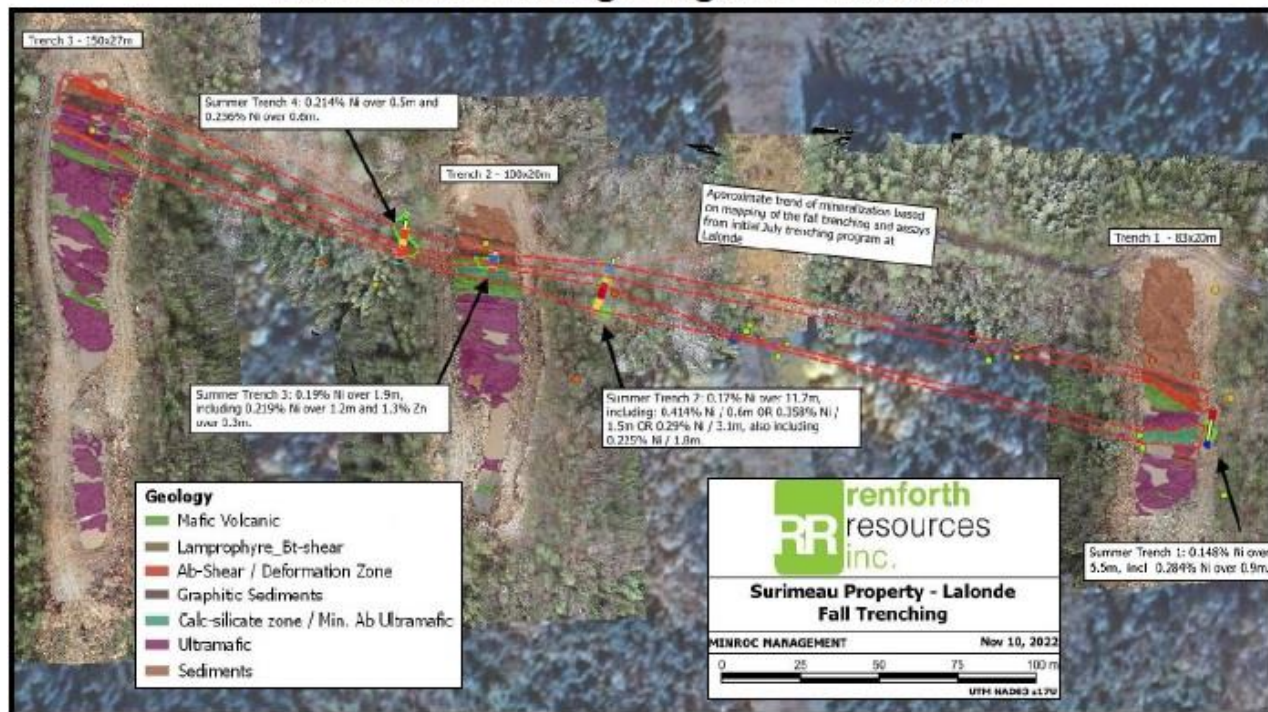 Trench 3 - 150x27m
Summer Trench 4: 0.214% Ni over 0.5m and
0.236% Ni over 0.6m.
Trench 2 - 100x20m
Approximate trend of mineralization based
on mapping of the fall trenching and assays
from initial July trenching program at
Lalonde
Trench 1 - 83x20m
Summer Trench 3: 0.19% Ni over 1.9m,
including 0.219% Ni over 1.2m and 1.3% Zn
over 0.3m.
Summer Trench 2: 0.17% Ni over 11.7m,
including: 0.414% Ni / 0.6m OR 0.358% Ni /
1.5m OR 0.29% Ni / 3.1m, also including
0.225% Ni / 1.8m.
Summer Trench 1: 0.148% Ni over
5.5m, incl 0.284% Ni over 0.9m.
Geology
Mafic Volcanic
Lamprophyre_Bt-shear
Ab-Shear / Deformation Zone
Graphitic Sediments
Calc-silicate zone / Min. Ab Ultramafic
Ultramafic
Sediments
RR
renforth
resources
inc.
Surimeau Property - Lalonde
Fall Trenching
MINROC MANAGEMENT Nov 10, 2022
0 25 50 75 100 m
UTM NAD83 z17U